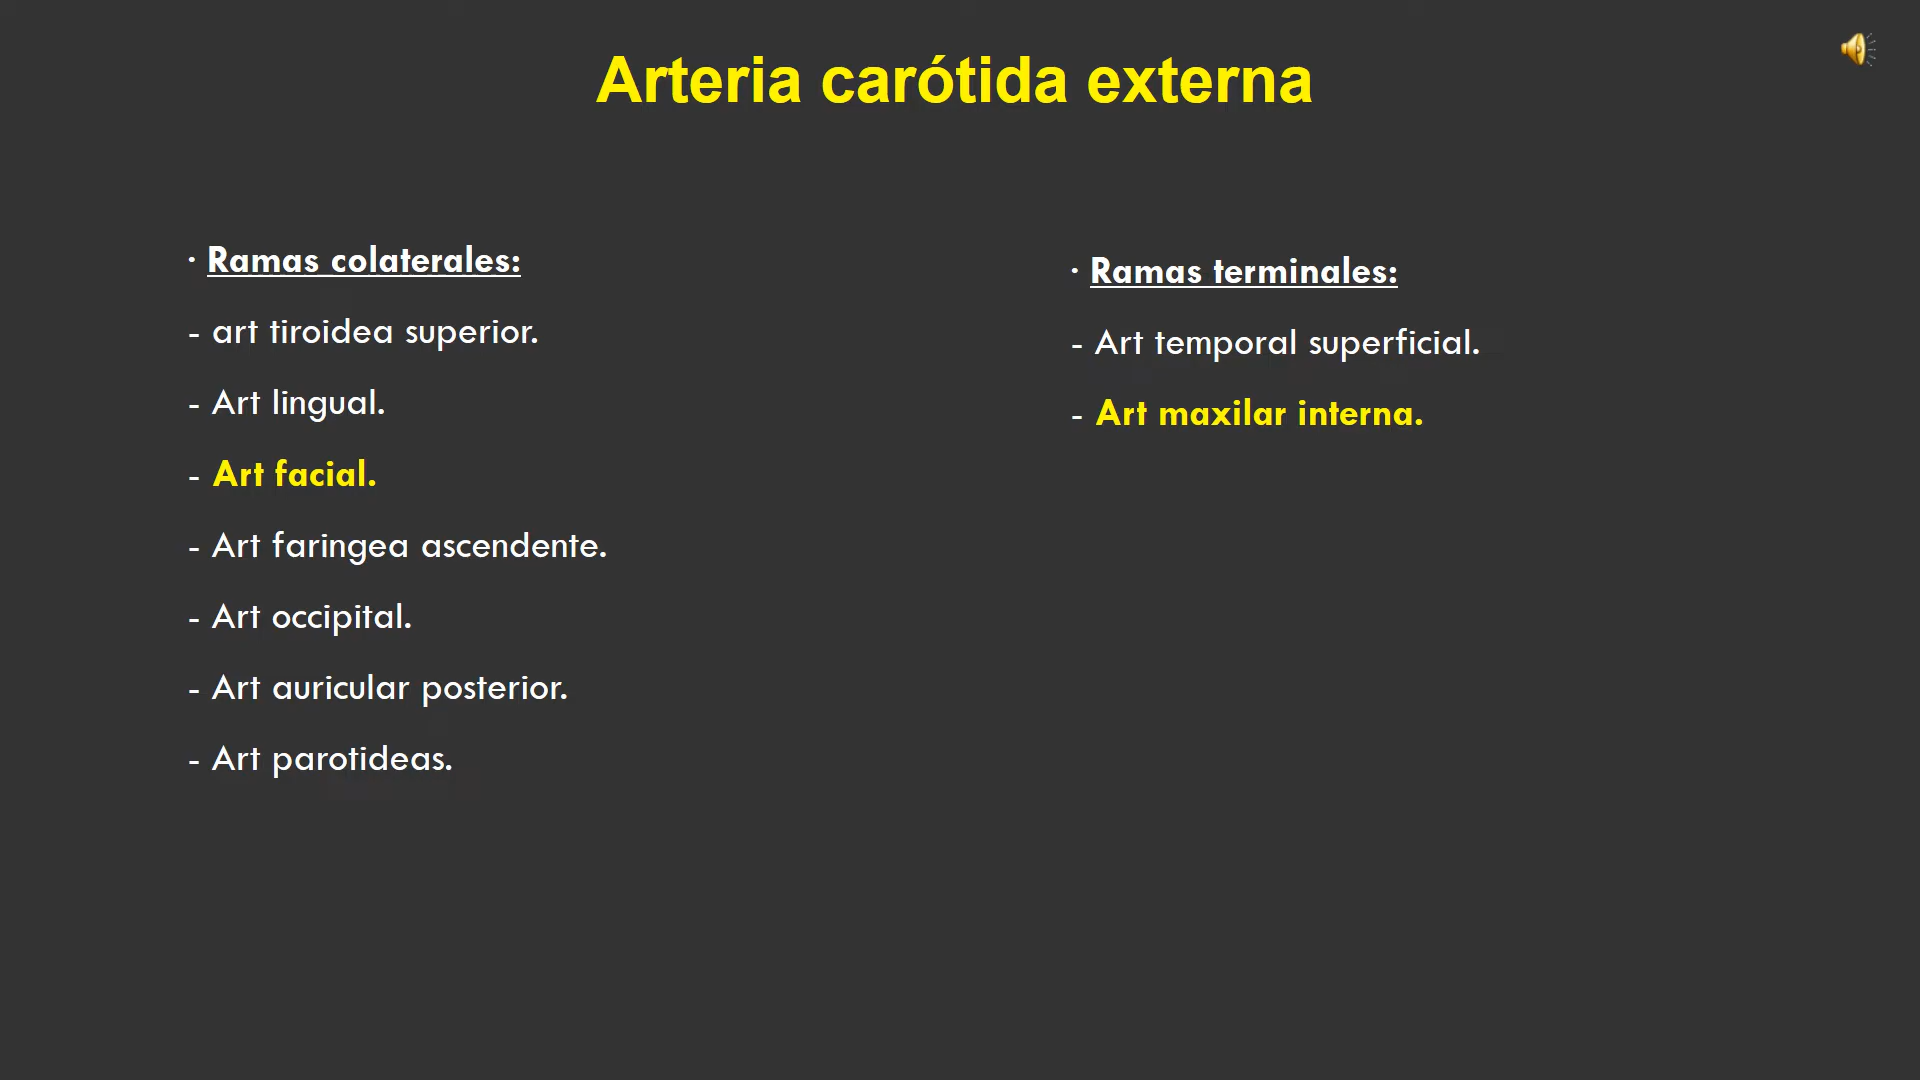 Arteria carótida externa
· Ramas colaterales:
- art tiroidea superior.
- Art lingual.
- Art facial.
- Art faringea ascendente.
- Art occipital.
- Art auricular posterior.
- Art parotideas.
· Ramas terminales:
- Art temporal superficial.
- Art maxilar interna.